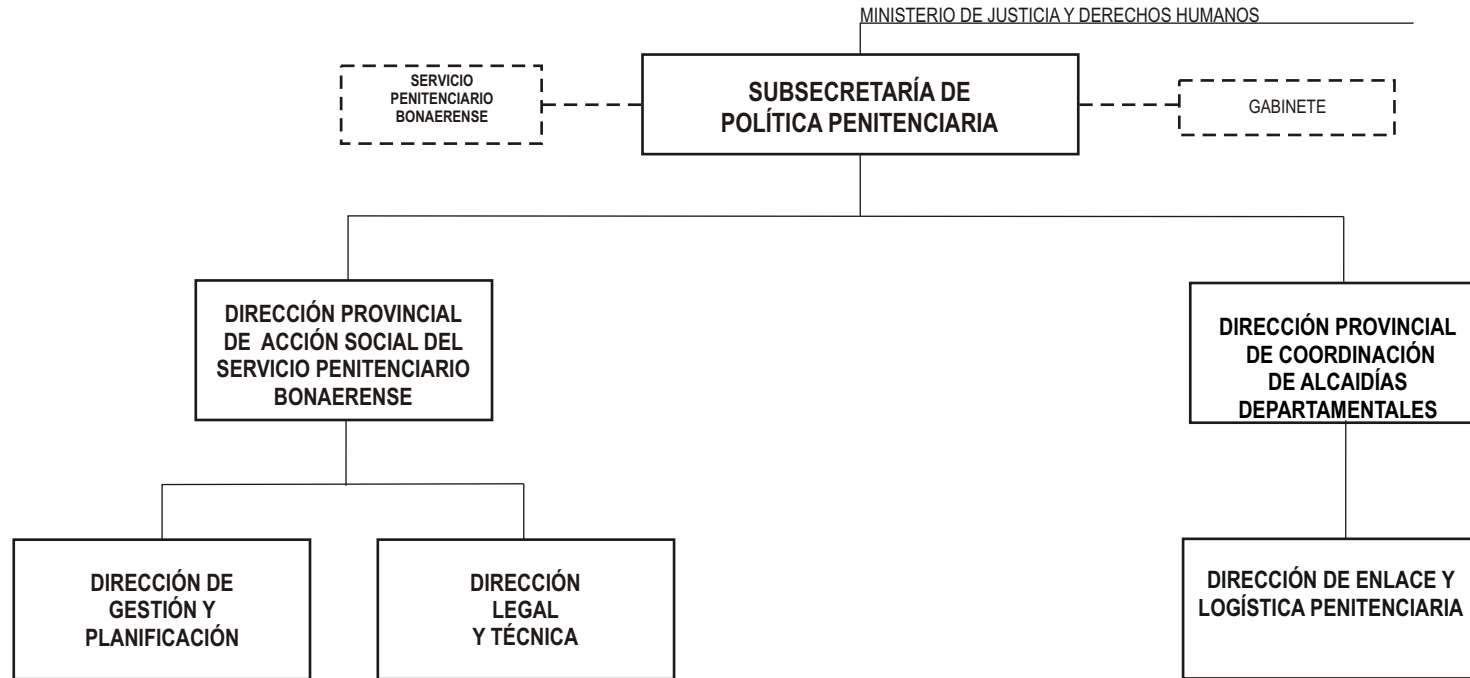 MINISTERIO DE JUSTICIA Y DERECHOS HUMANOS
SERVICIO
PENITENCIARIO
BONAERENSE
SUBSECRETARÍA DE
POLÍTICA PENITENCIARIA
GABINETE
DIRECCIÓN PROVINCIAL
DE ACCIÓN SOCIAL DEL
SERVICIO PENITENCIARIO
BONAERENSE
DIRECCIÓN PROVINCIAL
DE COORDINACIÓN
DE ALCAIDÍAS
DEPARTAMENTALES
DIRECCIÓN DE
GESTIÓN Y
PLANIFICACIÓN
DIRECCIÓN
LEGAL
Y TÉCNICA
DIRECCIÓN DE ENLACE Y
LOGÍSTICA PENITENCIARIA